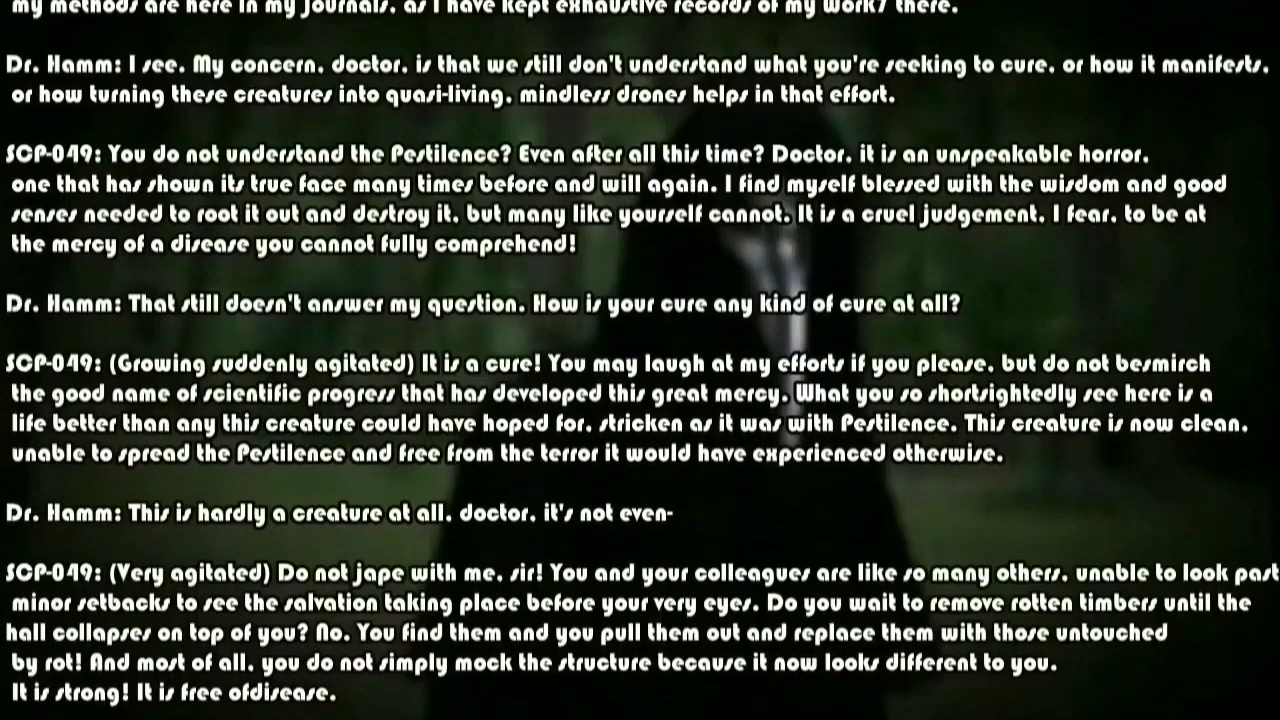 my methods are here in my journals, as I have kept exhaustive records of my work7 there.
Dr. Hamm: I see. My concern, doctor, is that we still don't understand what you're seeking to cure, or how it manifests,
or how turning these creatures into quasi-living, mindless drones helps in that effort.
SCP-049: You do not understand the Pestilence? Even after all this time? Doctor, it is an unspeakable horror,
one that has shown its true face many times before and will again. I find myself blessed with the wisdom and good
senses needed to root it out and destroy it, but many like yourself cannot. It is a cruel judgement, I fear, to be at
the mercy of a disease you cannot fully comprehend!
Dr. Hamm: That still doesn't answer my question. How is your cure any kind of cure at all?
SCP-049: (Growing suddenly agitated) It is a cure! You may laugh at my efforts if you please, but do not besmirch
the good name of scientific progress that has developed this great mercy. What you so shortsightedly see here is a
life better than any this creature could have hoped for, stricken as it was with Pestilence. This creature is now clean,
unable to spread the Pestilence and free from the terror it would have experienced otherwise.
Dr. Hamm: This is hardly a creature at all, doctor, it's not even-
SCP-049: (Very agitated) Do not jape with me, sir! You and your colleagues are like so many others, unable to look past
minor setbacks to see the salvation taking place before your very eyes. Do you wait to remove rotten timbers until the
hall collapses on top of you? No. You find them and you pull them out and replace them with those untouched
by rot! And most of all, you do not simply mock the structure because it now looks different to you.
It is strong! It is free ofdisease.